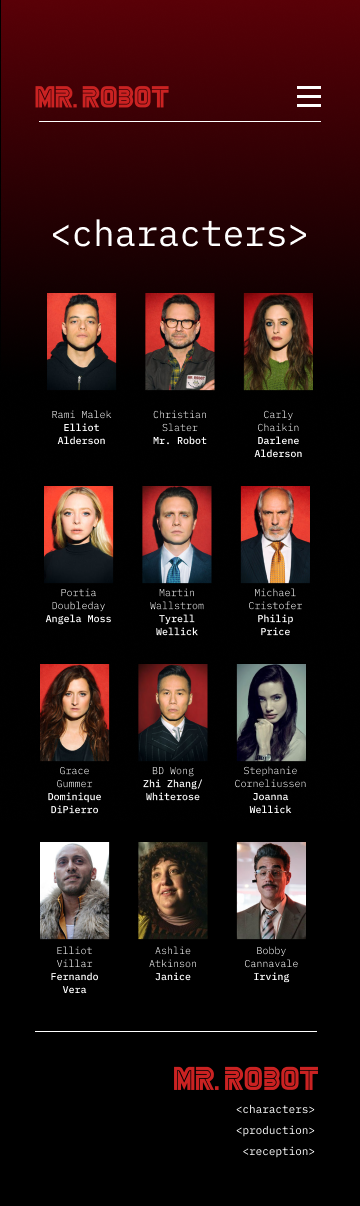 MR. ROBOT
<characters>
Rami Malek
Elliot
Alderson
Christian
Slater
Mr. Robot
Carly
Chaikin
Darlene
Alderson
Portia
Doubleday
Angela Moss
Martin
Wallstrom
Tyrell
Wellick
Michael
Cristofer
Philip
Price
Grace
Gummer
Dominique
DiPierro
BD Wong
Zhi Zhang/
Whiterose
Stephanie
Corneliussen
Joanna
Wellick
Elliot
Villar
Fernando
Vera
Ashlie
Atkinson
Janice
Bobby
Cannavale
Irving
MR. ROBOT
<characters>
<production>
<reception>